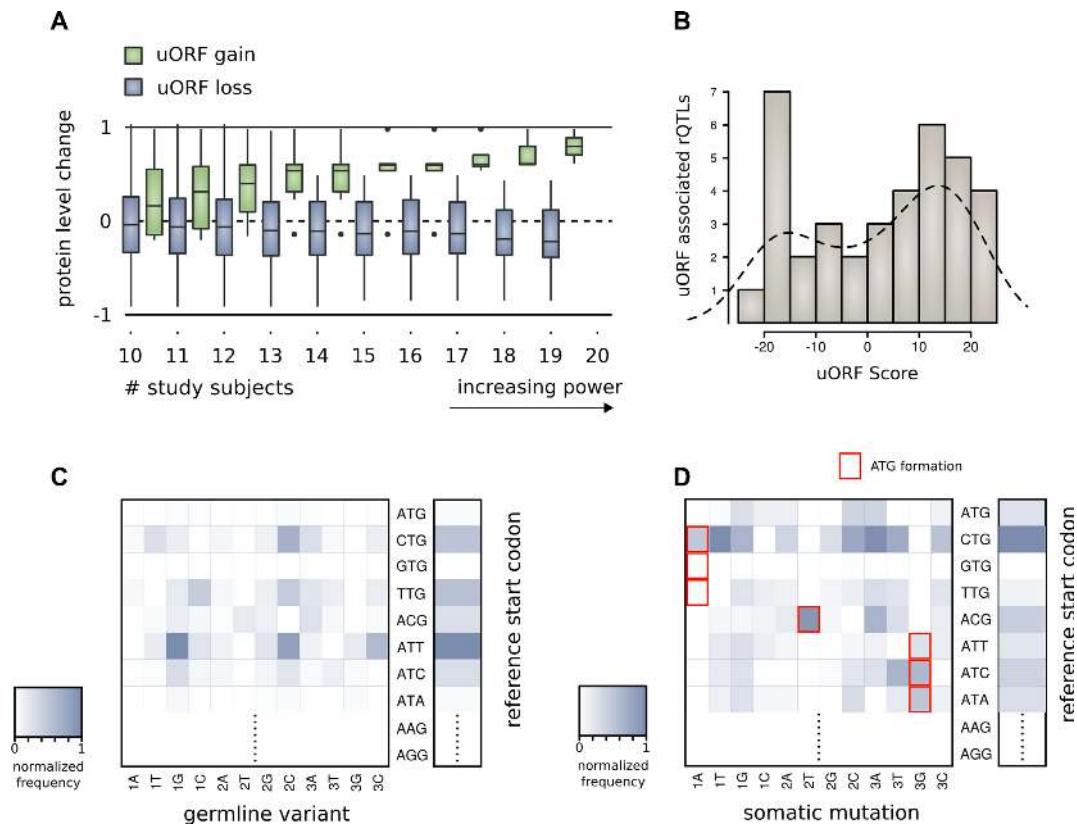 A
uORF gain
uORF loss
protein level change
1
0
-1
10 11 12 13 14 15 16 17 18 19 20
# study subjects
increasing power
B
uORF associated rQTLs
7
6
5
4
3
2
1
-20 -10 0 10 20
uORF Score
C
ATG
CTG
GTG
TTG
ACG
ATT
ATC
ATA
AAG
AGG
reference start codon
0 1
normalized
frequency
1A 1T 1G 1C 2A 2T 2G 2C 3A 3T 3G 3C
germline variant
D
ATG formation
ATG
CTG
GTG
TTG
ACG
ATT
ATC
ATA
AAG
AGG
reference start codon
0 1
normalized
frequency
1A 1T 1G 1C 2A 2T 2G 2C 3A 3T 3G 3C
somatic mutation